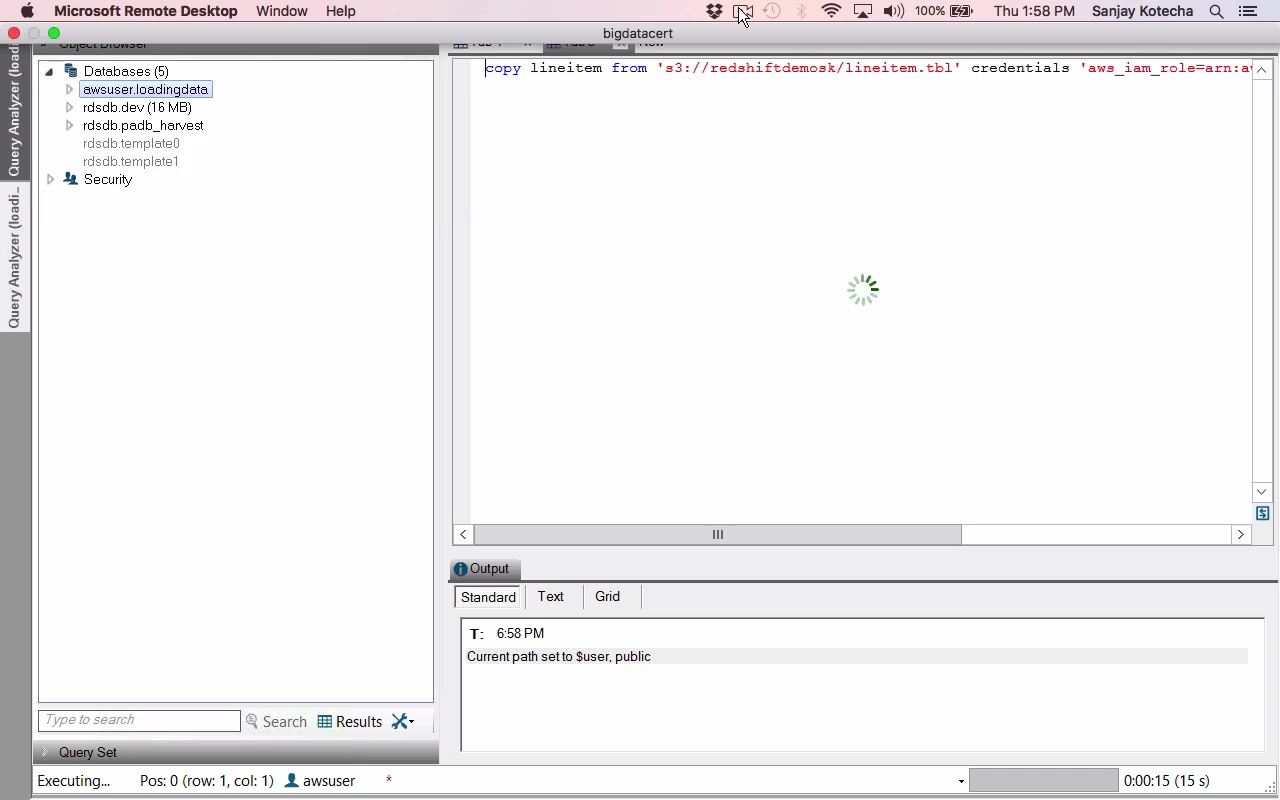 Microsoft Remote Desktop Window Help 100% Thu 1:58 PM Sanjay Kotecha
bigdatacert
Object Browser
Databases (5)
awsuser.loadingdata
rdsdb.dev (16 MB)
rdsdb.padb_harvest
rdsdb.template0
rdsdb.template1
Security
Query Analyzer (loadi
Query Analyzer (loadi...
copy lineitem from 's3://redshiftdemosk/lineitem.tbl' credentials 'aws_iam_role=arn:a
Output
Standard Text Grid
T: 6:58 PM
Current path set to $user, public
Type to search Search Results
Query Set
Executing... Pos: 0 (row: 1, col: 1) awsuser * 0:00:15 (15 s)